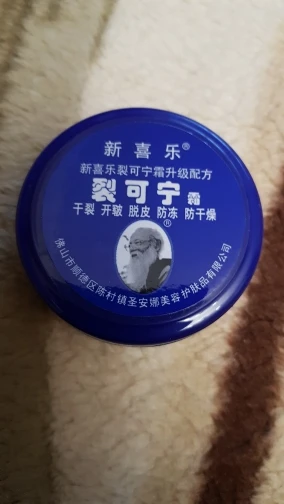 新喜乐®
新喜乐裂可宁霜升级配方
裂可宁霜
干裂 开皲 脱皮 防冻 防干燥
®
佛山市顺德区陈村镇圣安娜美容护肤品有限公司